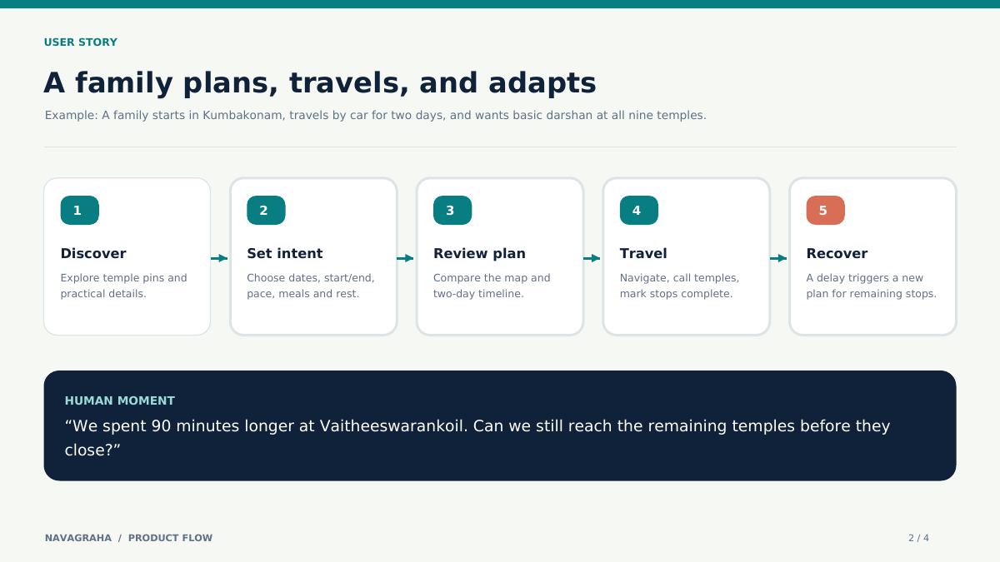 USER STORY
A family plans, travels, and adapts
Example: A family starts in Kumbakonam, travels by car for two days, and wants basic darshan at all nine temples.
1
Discover
Explore temple pins and
practical details.
2
Set intent
Choose dates, start/end,
pace, meals and rest.
3
Review plan
Compare the map and
two-day timeline.
4
Travel
Navigate, call temples,
mark stops complete.
5
Recover
A delay triggers a new
plan for remaining stops.
HUMAN MOMENT
“We spent 90 minutes longer at Vaitheeswarankoil. Can we still reach the remaining temples before they
close?”
NAVAGRAHA / PRODUCT FLOW
2 / 4